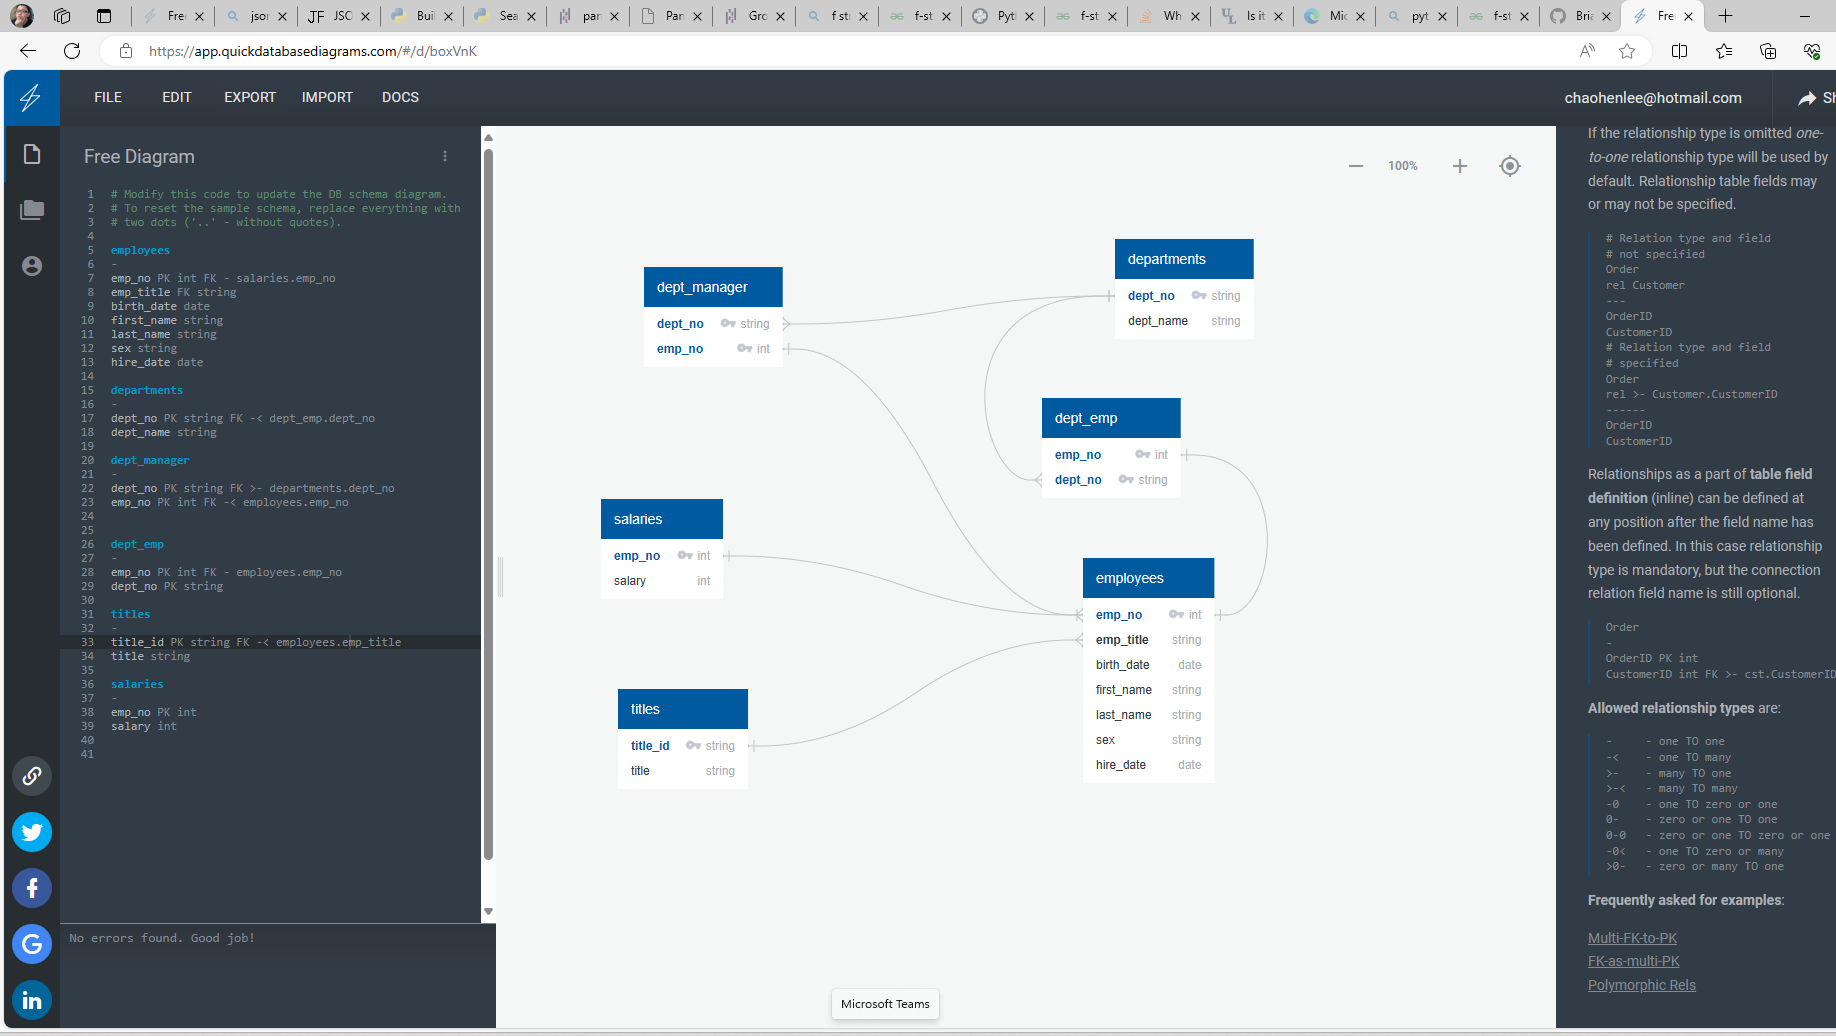 Fre
jsor
JSO
Buil
Sea
par
Par
Gro
f str
f-st
Pyt
f-st
Wh
Is it
Mic
pyt
f-st
Bria
Fre
https://app.quickdatabasediagrams.com/#/d/boxVnK
FILE EDIT EXPORT IMPORT DOCS
chaohenlee@hotmail.com
Sh
Free Diagram
1 # Modify this code to update the DB schema diagram.
2 # To reset the sample schema, replace everything with
3 # two dots ('..' - without quotes).
4
5 employees
6 -
7 emp_no PK int FK - salaries.emp_no
8 emp_title FK string
9 birth_date date
10 first_name string
11 last_name string
12 sex string
13 hire_date date
14
15 departments
16 -
17 dept_no PK string FK -< dept_emp.dept_no
18 dept_name string
19
20 dept_manager
21 -
22 dept_no PK string FK >- departments.dept_no
23 emp_no PK int FK -< employees.emp_no
24
25
26 dept_emp
27 -
28 emp_no PK int FK - employees.emp_no
29 dept_no PK string
30
31 titles
32 -
33 title_id PK string FK -< employees.emp_title
34 title string
35
36 salaries
37 -
38 emp_no PK int
39 salary int
40
41
No errors found. Good job!
100%
dept_manager
dept_no string
emp_no int
departments
dept_no string
dept_name string
dept_emp
emp_no int
dept_no string
salaries
emp_no int
salary int
employees
emp_no int
emp_title string
birth_date date
first_name string
last_name string
sex string
hire_date date
titles
title_id string
title string
Microsoft Teams
If the relationship type is omitted one-
to-one relationship type will be used by
default. Relationship table fields may
or may not be specified.
# Relation type and field
# not specified
Order
rel Customer
---
OrderID
CustomerID
# Relation type and field
# specified
Order
rel >- Customer.CustomerID
------
OrderID
CustomerID
Relationships as a part of table field
definition (inline) can be defined at
any position after the field name has
been defined. In this case relationship
type is mandatory, but the connection
relation field name is still optional.
Order
-
OrderID PK int
CustomerID int FK >- cst.CustomerID
Allowed relationship types are:
- - one TO one
-< - one TO many
>- - many TO one
>-< - many TO many
-0 - one TO zero or one
0- - zero or one TO one
0-0 - zero or one TO zero or one
-0< - one TO zero or many
>0- - zero or many TO one
Frequently asked for examples:
Multi-FK-to-PK
FK-as-multi-PK
Polymorphic Rels